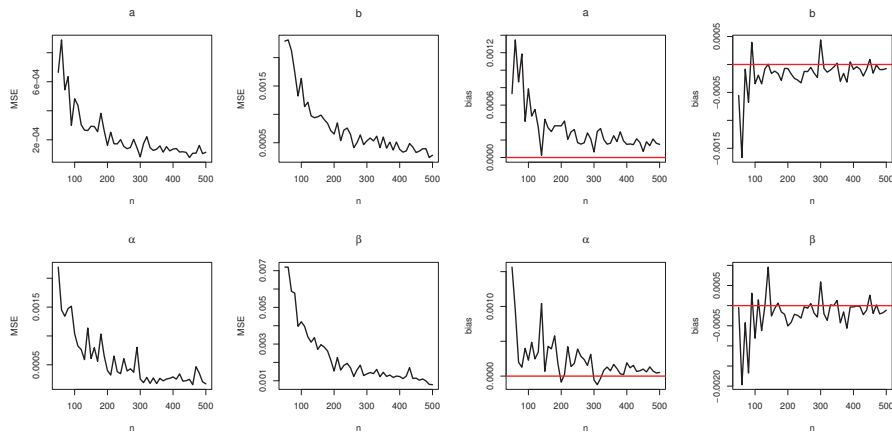 a
b
a
b
MSE
2e−04
6e−04
100
200
300
400
500
n
MSE
0.0005
0.0015
100
200
300
400
500
n
bias
0.0000
0.0006
0.0012
100
200
300
400
500
n
bias
−0.0015
−0.0005
0.0005
100
200
300
400
500
n
α
β
α
β
MSE
0.0005
0.0015
100
200
300
400
500
n
MSE
0.001
0.003
0.005
0.007
100
200
300
400
500
n
bias
0.0000
0.0010
100
200
300
400
500
n
bias
−0.0020
−0.0005
0.0005
100
200
300
400
500
n